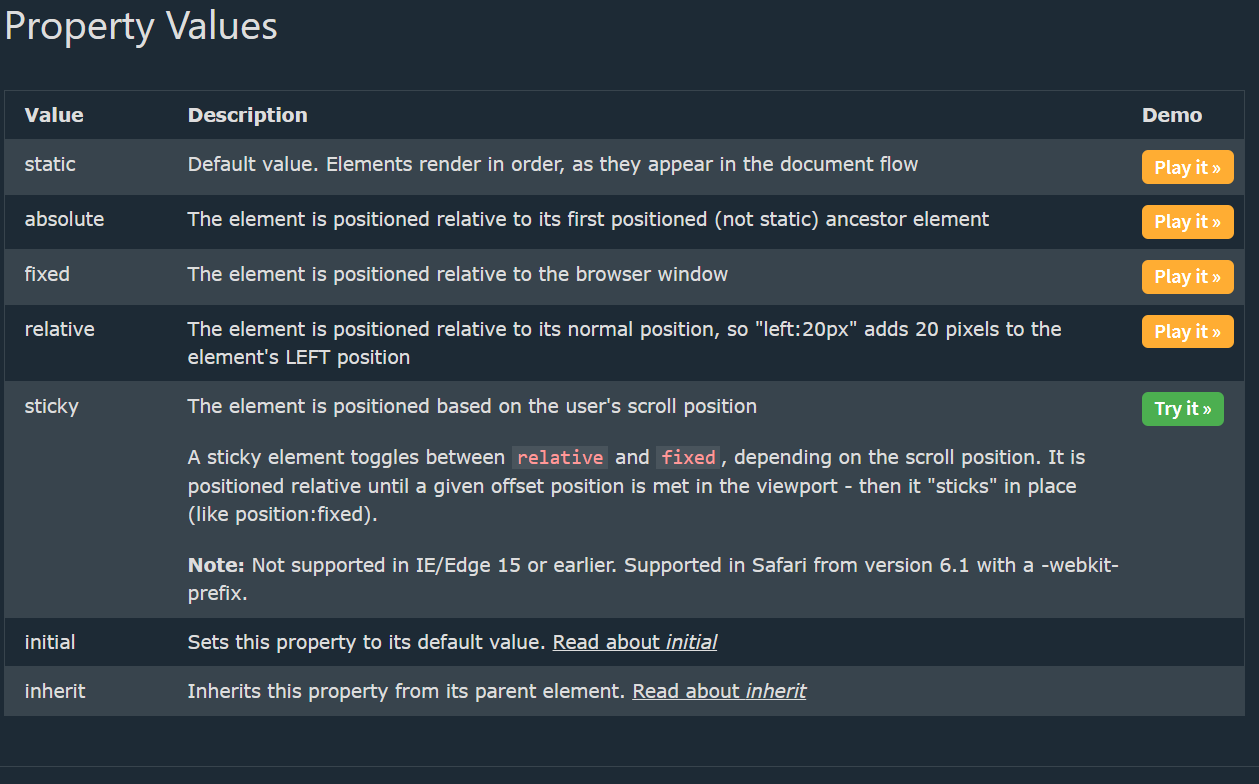 Property Values
Value Description Demo
static Default value. Elements render in order, as they appear in the document flow Play it »
absolute The element is positioned relative to its first positioned (not static) ancestor element Play it »
fixed The element is positioned relative to the browser window Play it »
relative The element is positioned relative to its normal position, so "left:20px" adds 20 pixels to the Play it »
element's LEFT position
sticky The element is positioned based on the user's scroll position Try it »
A sticky element toggles between relative and fixed, depending on the scroll position. It is
positioned relative until a given offset position is met in the viewport - then it "sticks" in place
(like position:fixed).
Note: Not supported in IE/Edge 15 or earlier. Supported in Safari from version 6.1 with a -webkit-
prefix.
initial Sets this property to its default value. Read about initial
inherit Inherits this property from its parent element. Read about inherit